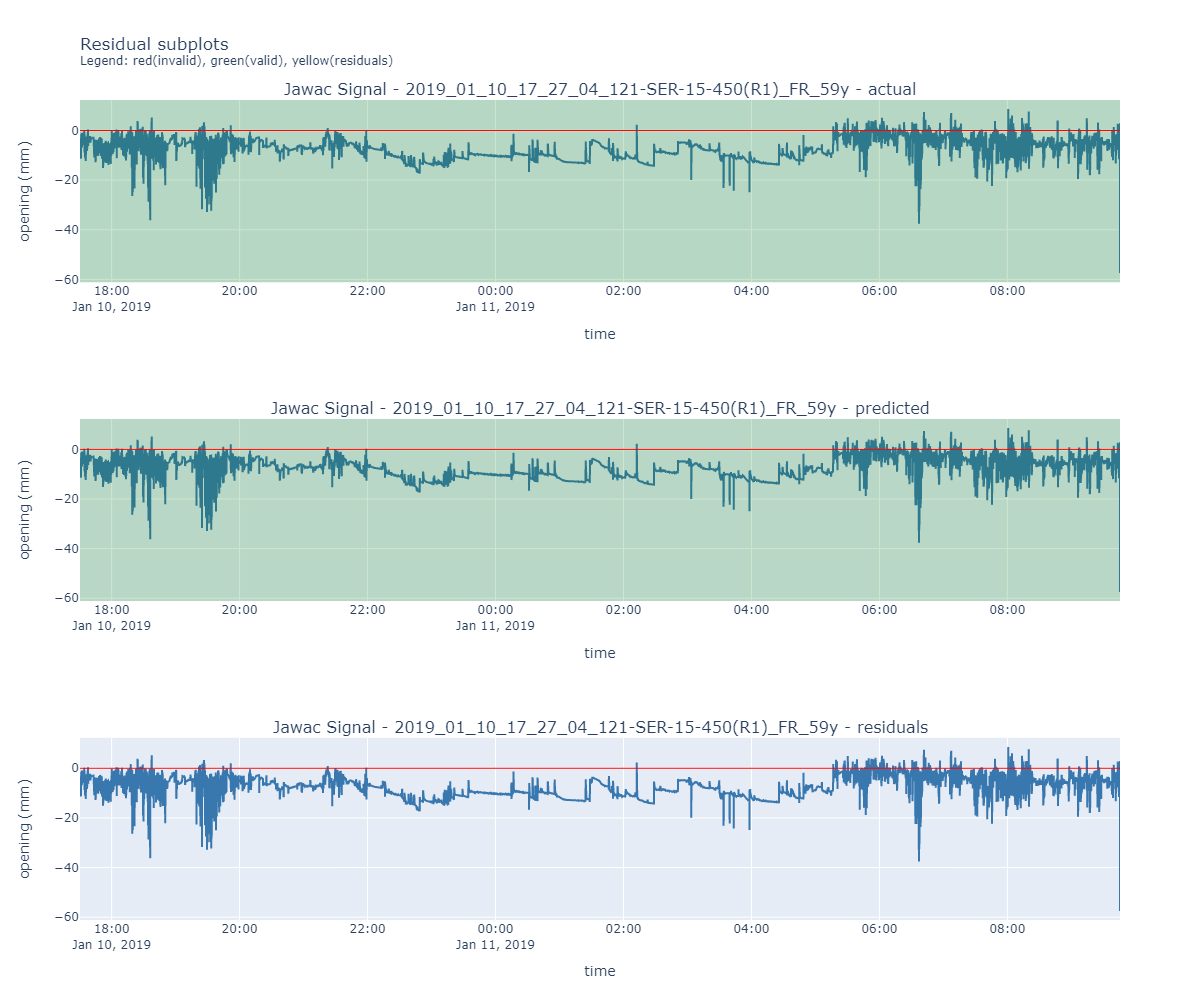 Residual subplots
Legend: red(invalid), green(valid), yellow(residuals)
Jawac Signal - 2019_01_10_17_27_04_121-SER-15-450(R1)_FR_59y - actual
opening (mm)
0
−20
−40
−60
18:00 20:00 22:00 00:00 02:00 04:00 06:00 08:00
Jan 10, 2019 Jan 11, 2019
time
Jawac Signal - 2019_01_10_17_27_04_121-SER-15-450(R1)_FR_59y - predicted
opening (mm)
0
−20
−40
−60
18:00 20:00 22:00 00:00 02:00 04:00 06:00 08:00
Jan 10, 2019 Jan 11, 2019
time
Jawac Signal - 2019_01_10_17_27_04_121-SER-15-450(R1)_FR_59y - residuals
opening (mm)
0
−20
−40
−60
18:00 20:00 22:00 00:00 02:00 04:00 06:00 08:00
Jan 10, 2019 Jan 11, 2019
time